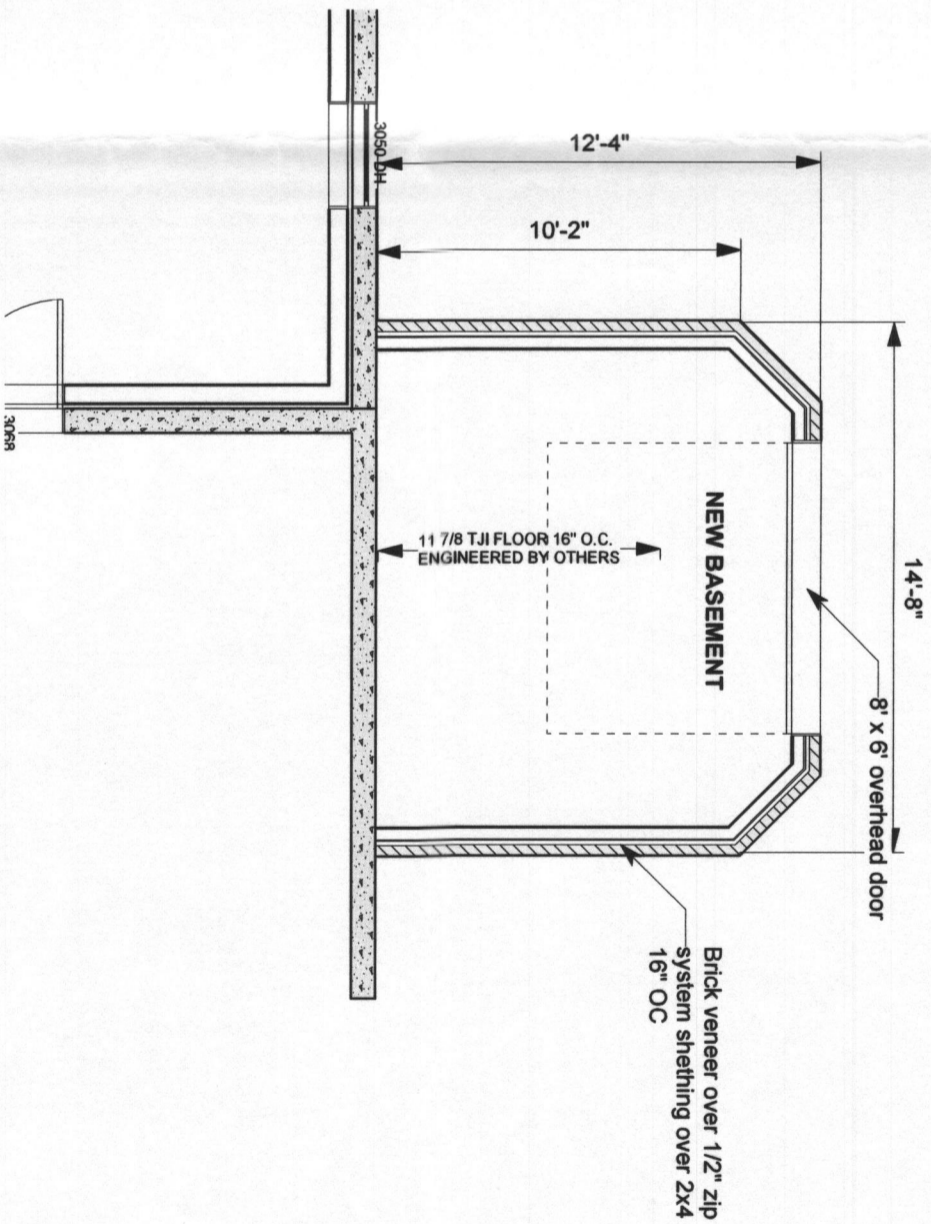 12'-4"
10'-2"
14'-8"
3050 DH
3068
11 7/8 TJI FLOOR 16" O.C.
ENGINEERED BY OTHERS
NEW BASEMENT
8' x 6' overhead door
Brick veneer over 1/2" zip
system shething over 2x4
16" OC